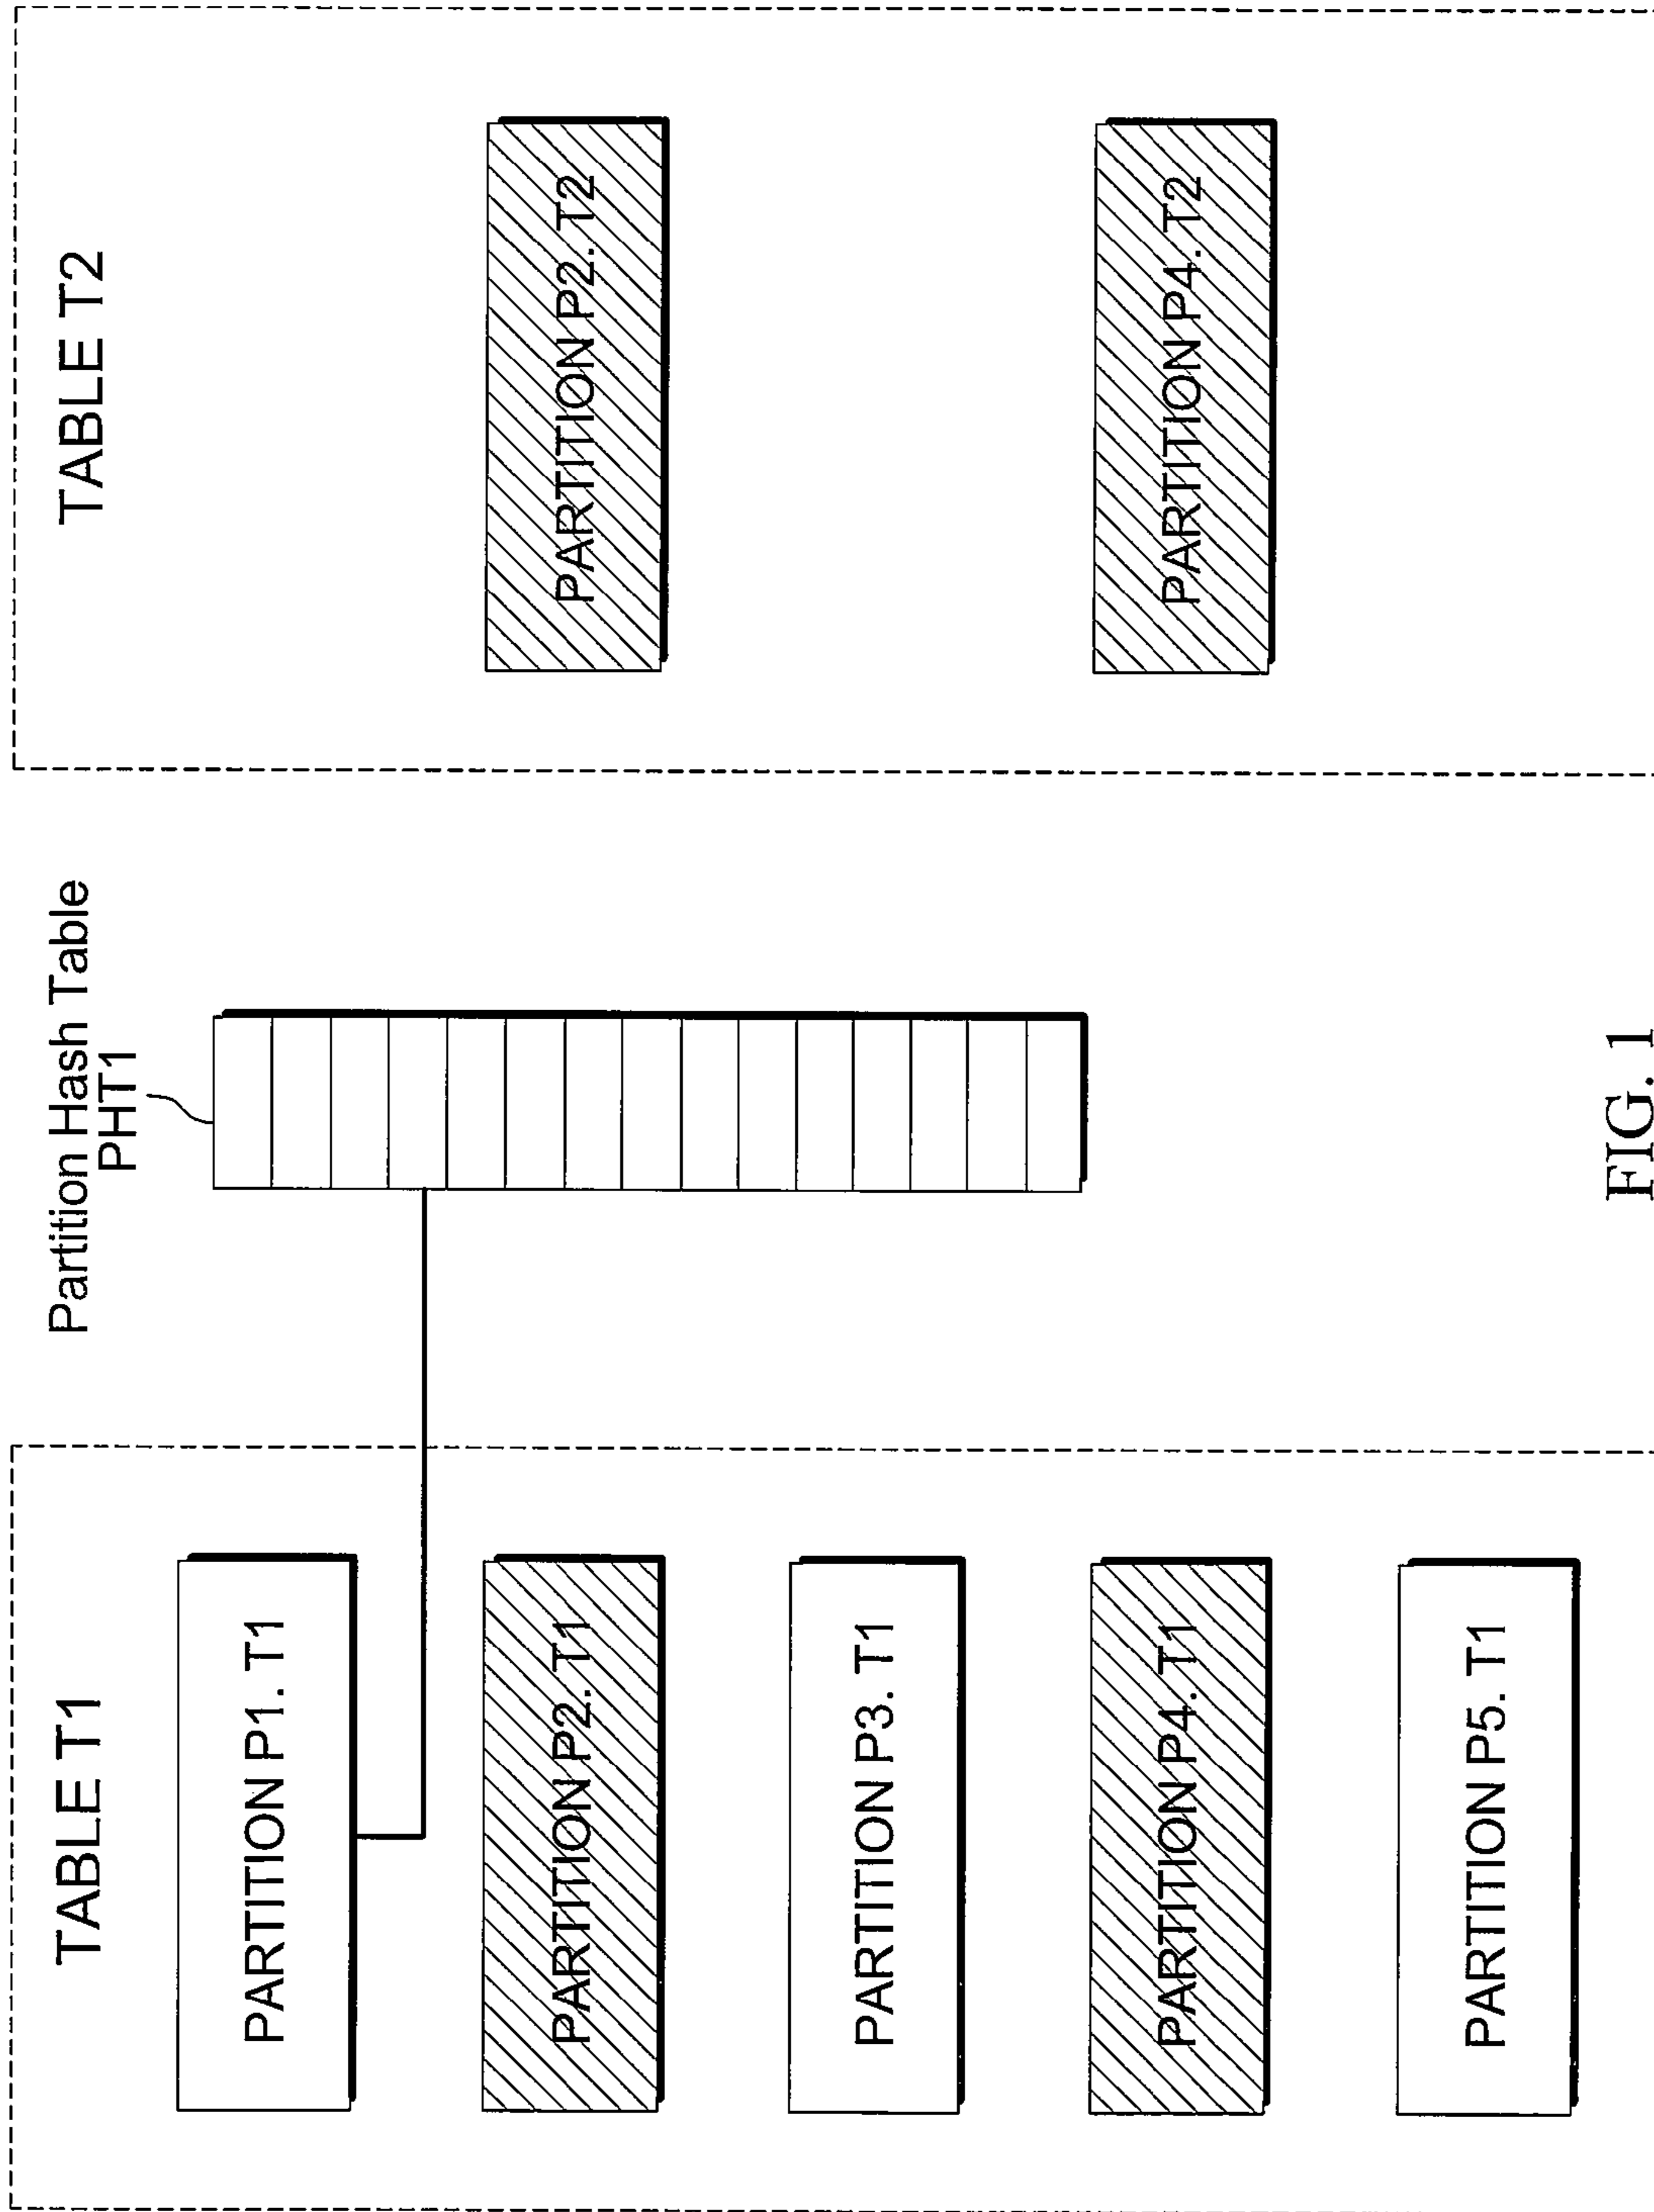 TABLE T1
PARTITION P1. T1
PARTITION P2. T1
PARTITION P3. T1
PARTITION P4. T1
PARTITION P5. T1
Partition Hash Table
PHT1
TABLE T2
PARTITION P2. T2
PARTITION P4. T2
FIG. 1